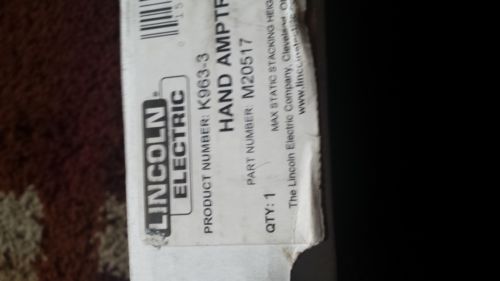 LINCOLN
ELECTRIC
PRODUCT NUMBER: K963-3
HAND AMPTR
PART NUMBER M20517
QTY: 1
MAX STATIC STACKING HEIG
The Lincoln Electric Company, Cleveland, O